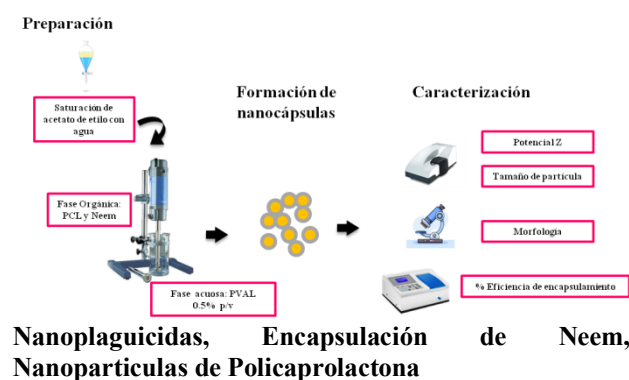 Preparación
Saturación de
acetato de etilo con
agua
Fase Orgánica:
PCL y Neem
Fase acuosa: PVAL
0.5% p/v
Formación de
nanocápsulas
Caracterización
Potencial Z
Tamaño de partícula
Morfología
% Eficiencia de encapsulamiento
Nanoplaguicidas, Encapsulación de Neem,
Nanoparticulas de Policaprolactona